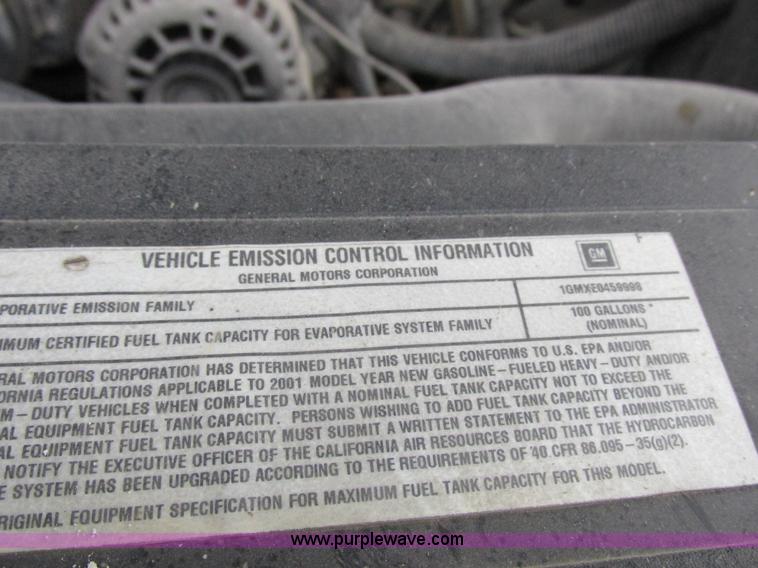 VEHICLE EMISSION CONTROL INFORMATION
GM
GENERAL MOTORS CORPORATION
PORATIVE EMISSION FAMILY
1GMXE0459998
IMUM CERTIFIED FUEL TANK CAPACITY FOR EVAPORATIVE SYSTEM FAMILY
100 GALLONS *
(NOMINAL)
ERAL MOTORS CORPORATION HAS DETERMINED THAT THIS VEHICLE CONFORMS TO U.S. EPA AND/OR
FORNIA REGULATIONS APPLICABLE TO 2001 MODEL YEAR NEW GASOLINE-FUELED HEAVY-DUTY AND/OR
M-DUTY VEHICLES WHEN COMPLETED WITH A NOMINAL FUEL TANK CAPACITY NOT TO EXCEED THE
AL EQUIPMENT FUEL TANK CAPACITY. PERSONS WISHING TO ADD FUEL TANK CAPACITY BEYOND THE
AL EQUIPMENT FUEL TANK CAPACITY MUST SUBMIT A WRITTEN STATEMENT TO THE EPA ADMINISTRATOR
NOTIFY THE EXECUTIVE OFFICER OF THE CALIFORNIA AIR RESOURCES BOARD THAT THE HYDROCARBON
E SYSTEM HAS BEEN UPGRADED ACCORDING TO THE REQUIREMENTS OF 40 CFR 86.095-35(g)(2).
RIGINAL EQUIPMENT SPECIFICATION FOR MAXIMUM FUEL TANK CAPACITY FOR THIS MODEL.
www.purplewave.com